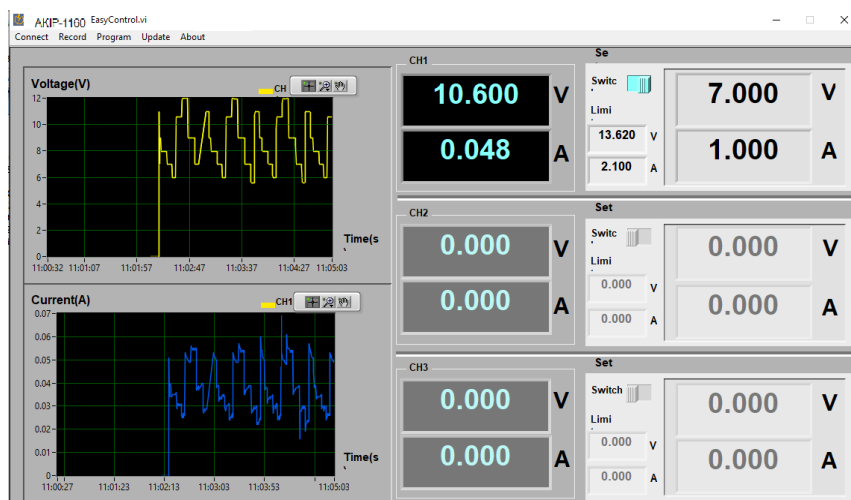 AKIP-1160 EasyControl.vi
Connect Record Program Update About
Voltage(V)
CH
12
10
8
6
4
2
0
11:00:32 11:01:07 11:01:57 11:02:47 11:03:37 11:04:27 11:05:03
Time(s
Current(A)
CH1
0.07
0.06
0.05
0.04
0.03
0.02
0.01
0
11:00:27 11:01:23 11:02:13 11:03:03 11:03:53 11:05:03
Time(s
CH1
10.600 V
0.048 A
Se
Switc
Limi
13.620 V
2.100 A
7.000 V
1.000 A
CH2
0.000 V
0.000 A
Set
Switc
Limi
0.000 V
0.000 A
0.000 V
0.000 A
CH3
0.000 V
0.000 A
Set
Switch
Limi
0.000 V
0.000 A
0.000 V
0.000 A